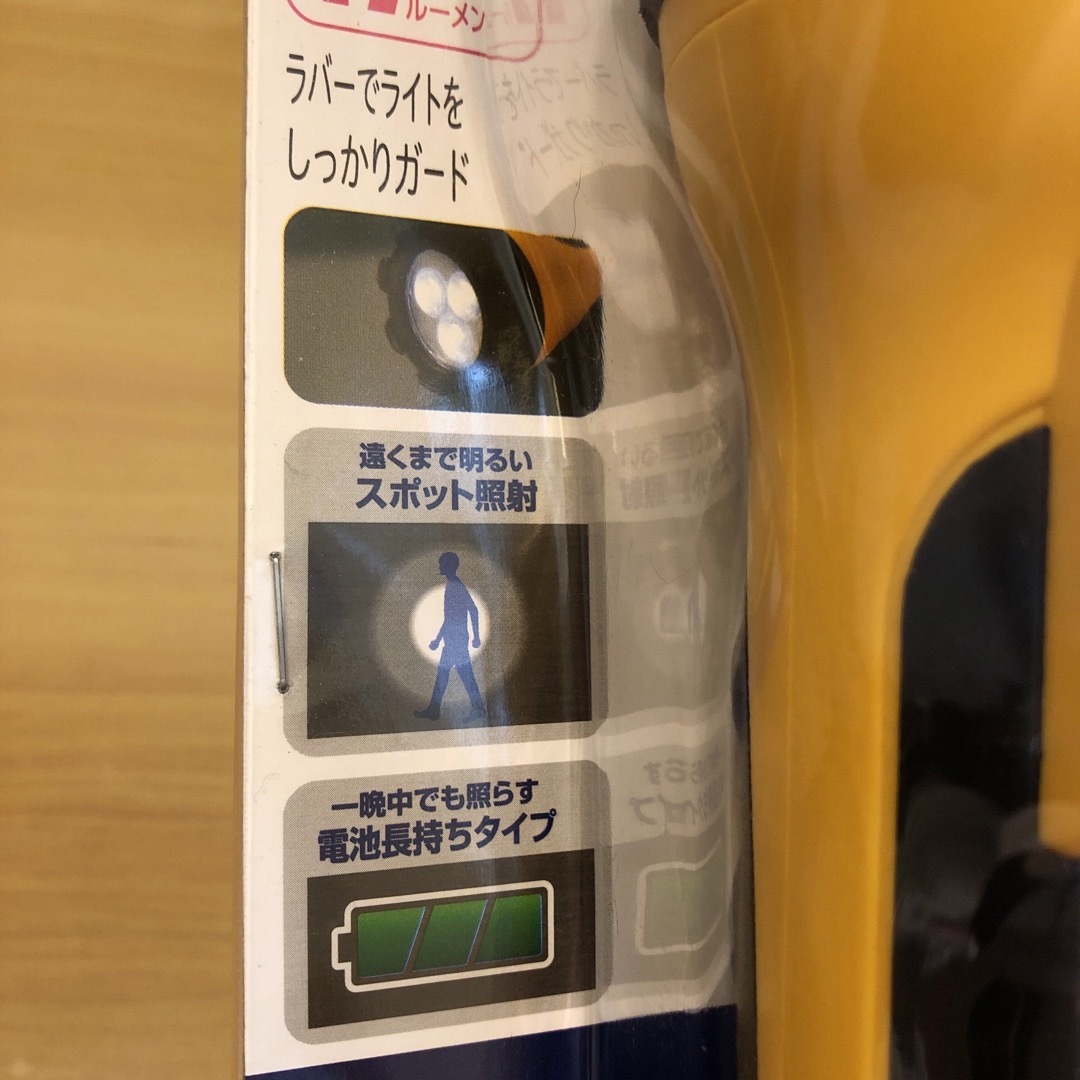 ルーメン
ラバーでライトを
しっかりガード
遠くまで明るい
スポット照射
一晩中でも照らす
電池長持ちタイプ